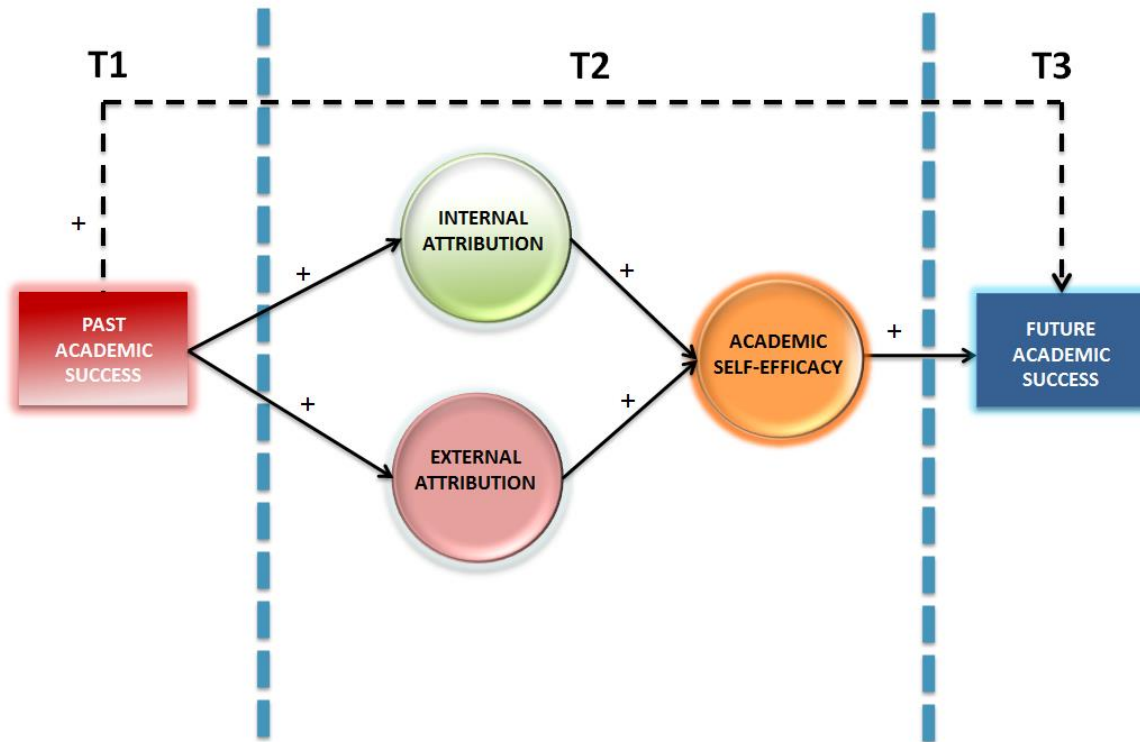 T1
T2
T3
+
INTERNAL
ATTRIBUTION
+
+
PAST
ACADEMIC
SUCCESS
ACADEMIC
SELF-EFFICACY
+
FUTURE
ACADEMIC
SUCCESS
+
+
EXTERNAL
ATTRIBUTION